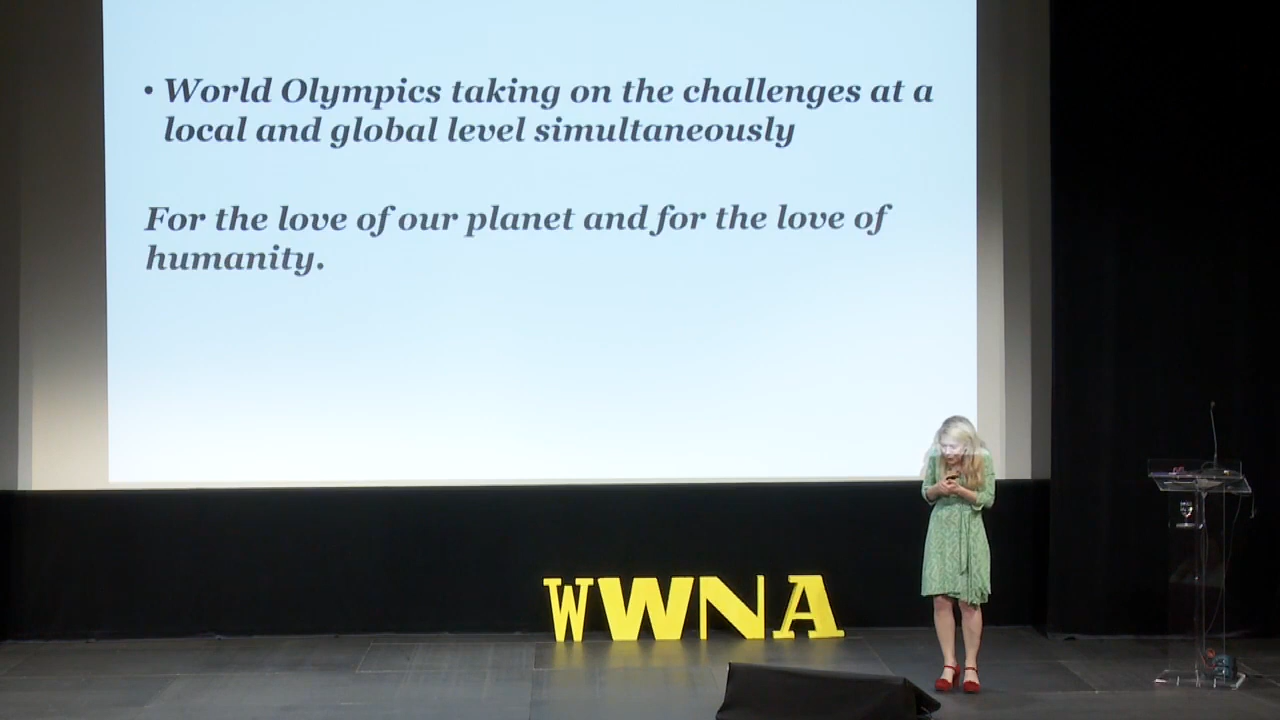 • World Olympics taking on the challenges at a
local and global level simultaneously
For the love of our planet and for the love of
humanity.
WWNA